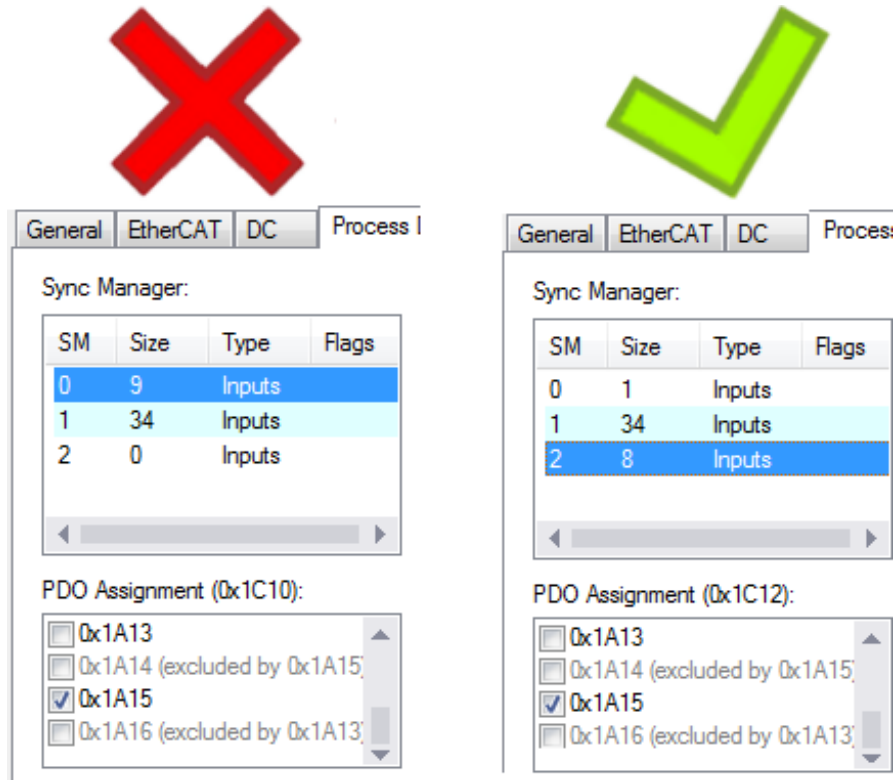 General EtherCAT DC Process
Sync Manager:
SM Size Type Flags
0 9 Inputs
1 34 Inputs
2 0 Inputs
PDO Assignment (0x1C10):
0x1A13
0x1A14 (excluded by 0x1A15)
0x1A15
0x1A16 (excluded by 0x1A13)
General EtherCAT DC Process
Sync Manager:
SM Size Type Flags
0 1 Inputs
1 34 Inputs
2 8 Inputs
PDO Assignment (0x1C12):
0x1A13
0x1A14 (excluded by 0x1A15)
0x1A15
0x1A16 (excluded by 0x1A13)